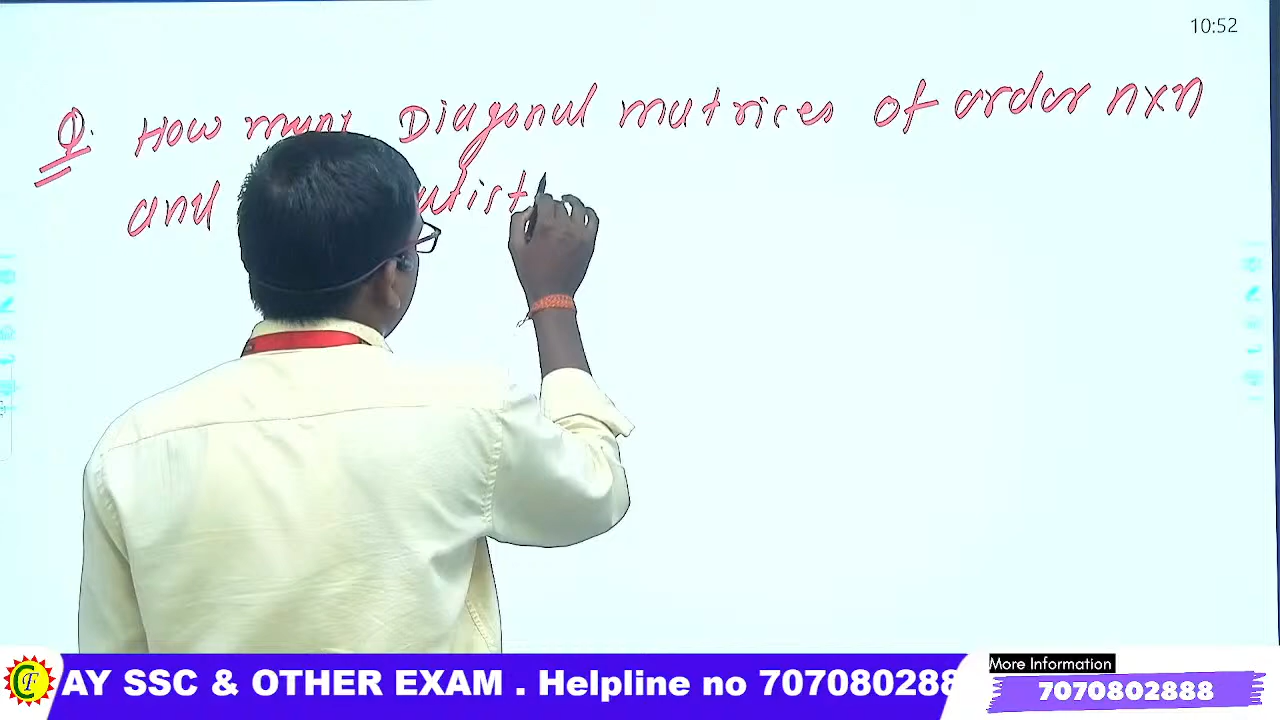 10:52
Q. How many Diagonal matrices of order n×n
and
AY SSC & OTHER EXAM . Helpline no 707080288
More Information
7070802888